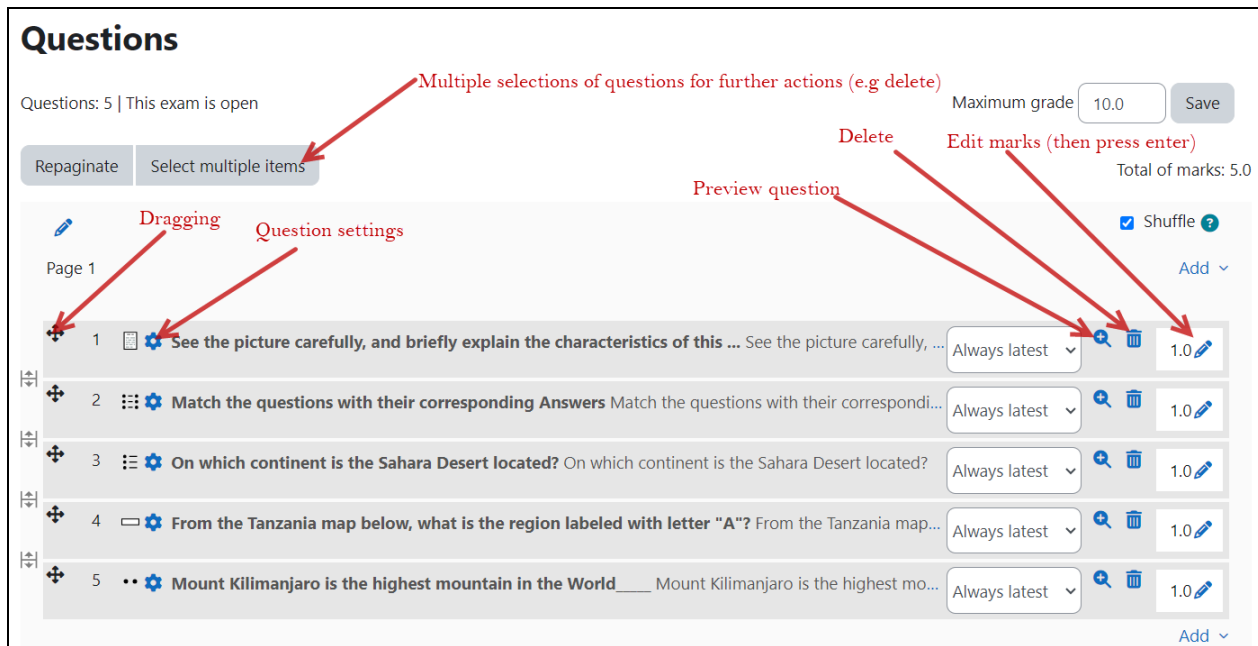 Questions
Multiple selections of questions for further actions (e.g delete)
Questions: 5 | This exam is open
Maximum grade 10.0 Save
Delete
Edit marks (then press enter)
Repaginate Select multiple items
Total of marks: 5.0
Preview question
Dragging
Question settings
Shuffle ?
Page 1
Add
1 See the picture carefully, and briefly explain the characteristics of this ... See the picture carefully, ... Always latest 1.0
2 Match the questions with their corresponding Answers Match the questions with their correspondi... Always latest 1.0
3 On which continent is the Sahara Desert located? On which continent is the Sahara Desert located? Always latest 1.0
4 From the Tanzania map below, what is the region labeled with letter "A"? From the Tanzania map... Always latest 1.0
5 Mount Kilimanjaro is the highest mountain in the World____ Mount Kilimanjaro is the highest mo... Always latest 1.0
Add